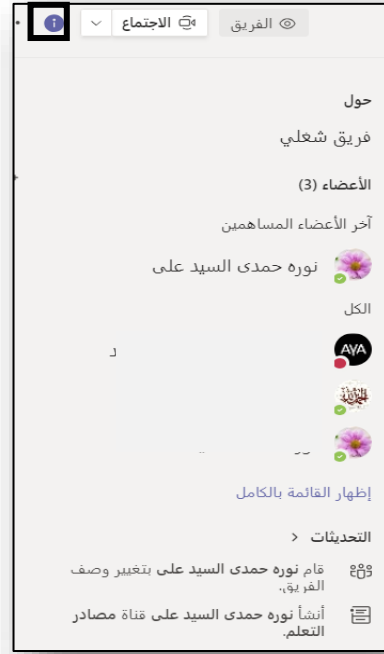 الفريق
الاجتماع
حول
فريق شغلي
الأعضاء (3)
آخر الأعضاء المساهمين
نوره حمدى السيد على
الكل
AYA
د
إظهار القائمة بالكامل
التحديثات
قام نوره حمدى السيد على بتغيير وصف
الفريق.
أنشأ نوره حمدى السيد على قناة مصادر
التعلم.